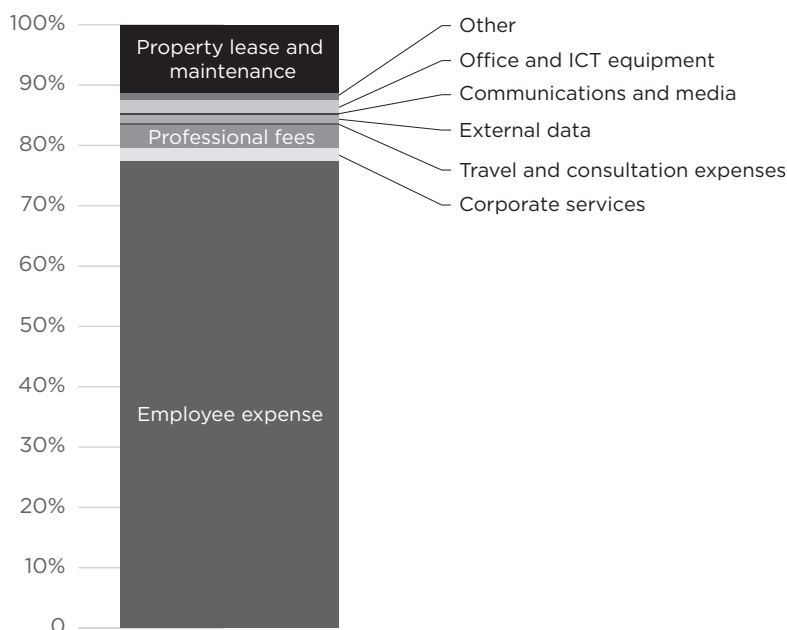 100%
90%
80%
70%
60%
50%
40%
30%
20%
10%
0
Property lease and
maintenance
Professional fees
Employee expense
Other
Office and ICT equipment
Communications and media
External data
Travel and consultation expenses
Corporate services